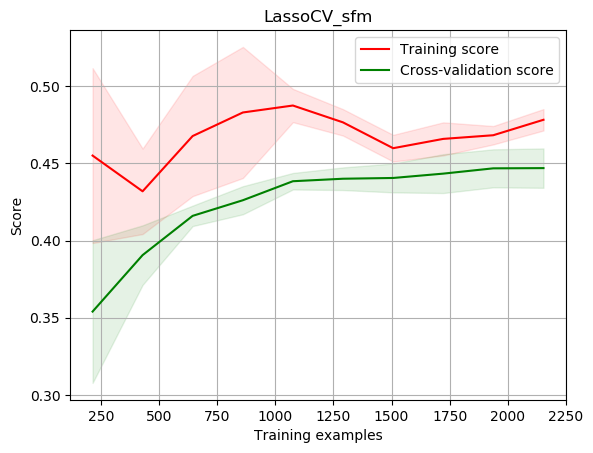 LassoCV_sfm
Training score
Cross-validation score
Score
0.50
0.45
0.40
0.35
0.30
250 500 750 1000 1250 1500 1750 2000 2250
Training examples